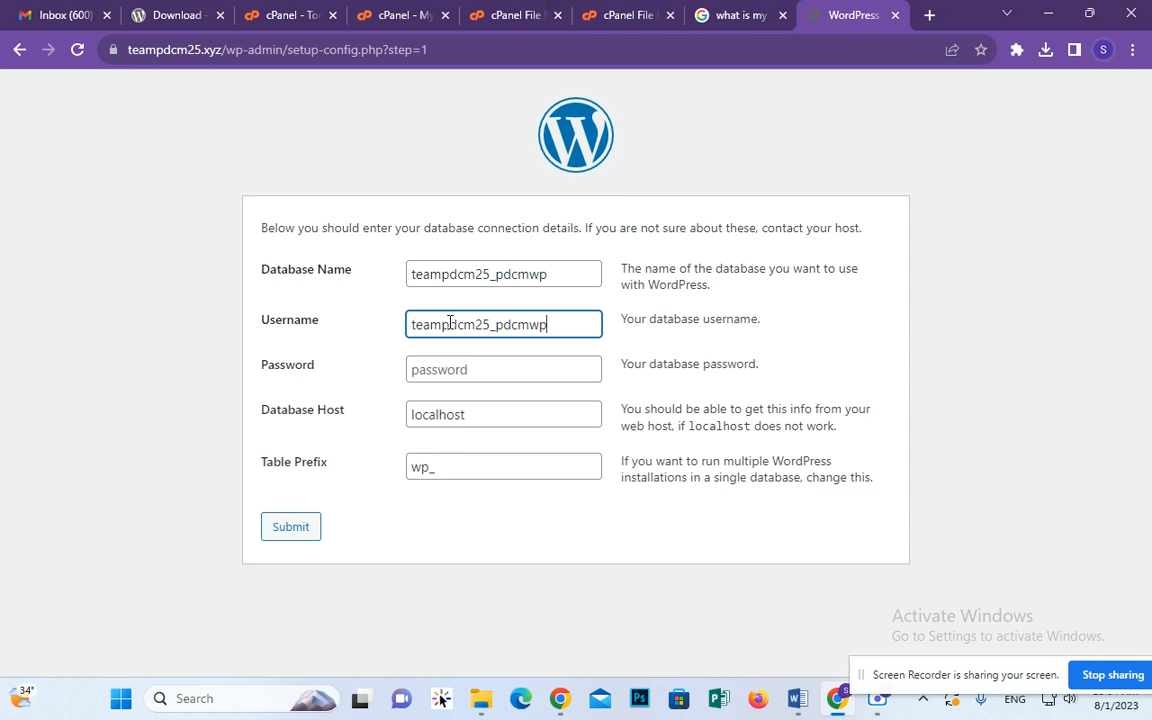 Inbox (600)
Download -
cPanel - Too
cPanel - My
cPanel File
cPanel File
what is my
WordPress
teampdcm25.xyz/wp-admin/setup-config.php?step=1
S
Below you should enter your database connection details. If you are not sure about these, contact your host.
Database Name
teampdcm25_pdcmwp
The name of the database you want to use
with WordPress.
Username
teampdcm25_pdcmwp
Your database username.
Password
password
Your database password.
Database Host
localhost
You should be able to get this info from your
web host, if localhost does not work.
Table Prefix
wp_
If you want to run multiple WordPress
installations in a single database, change this.
Submit
Activate Windows
Go to Settings to activate Windows.
Screen Recorder is sharing your screen.
Stop sharing
34°
Search
ENG
8/1/2023